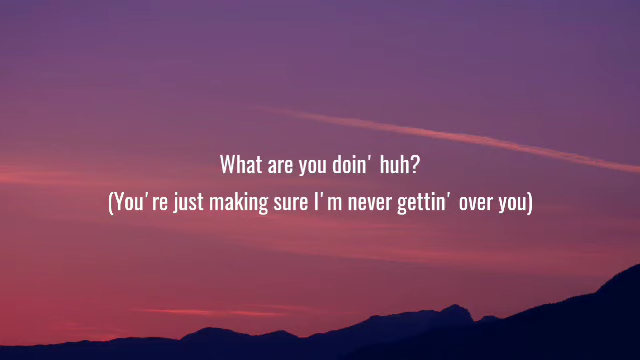 What are you doin' huh?
(You're just making sure I'm never gettin' over you)